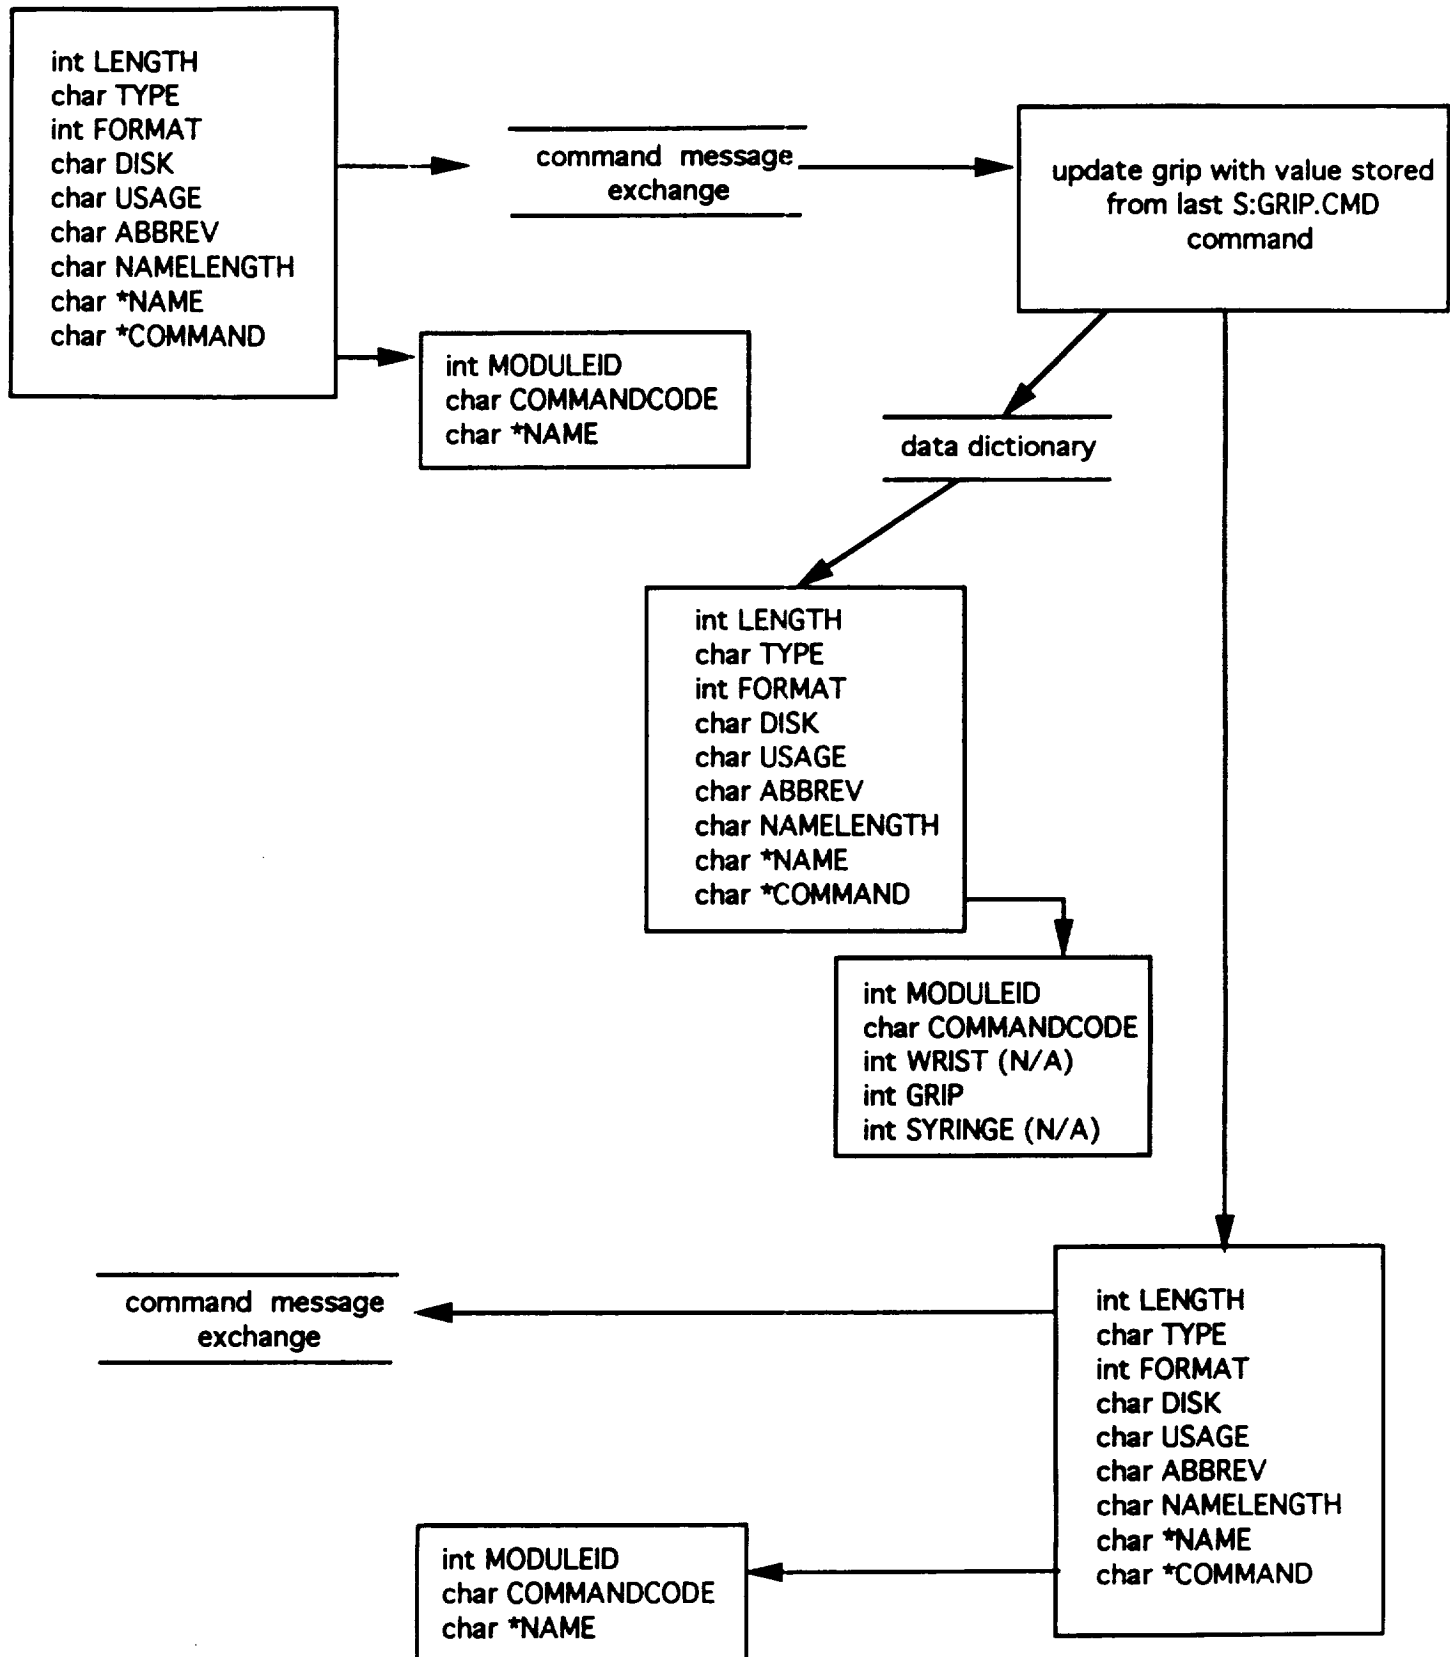 int LENGTH
char TYPE
int FORMAT
char DISK
char USAGE
char ABBREV
char NAMELENGTH
char *NAME
char *COMMAND
command message
exchange
update grip with value stored
from last S:GRIP.CMD
command
int MODULEID
char COMMANDCODE
char *NAME
data dictionary
int LENGTH
char TYPE
int FORMAT
char DISK
char USAGE
char ABBREV
char NAMELENGTH
char *NAME
char *COMMAND
int MODULEID
char COMMANDCODE
int WRIST (N/A)
int GRIP
int SYRINGE (N/A)
command message
exchange
int LENGTH
char TYPE
int FORMAT
char DISK
char USAGE
char ABBREV
char NAMELENGTH
char *NAME
char *COMMAND
int MODULEID
char COMMANDCODE
char *NAME